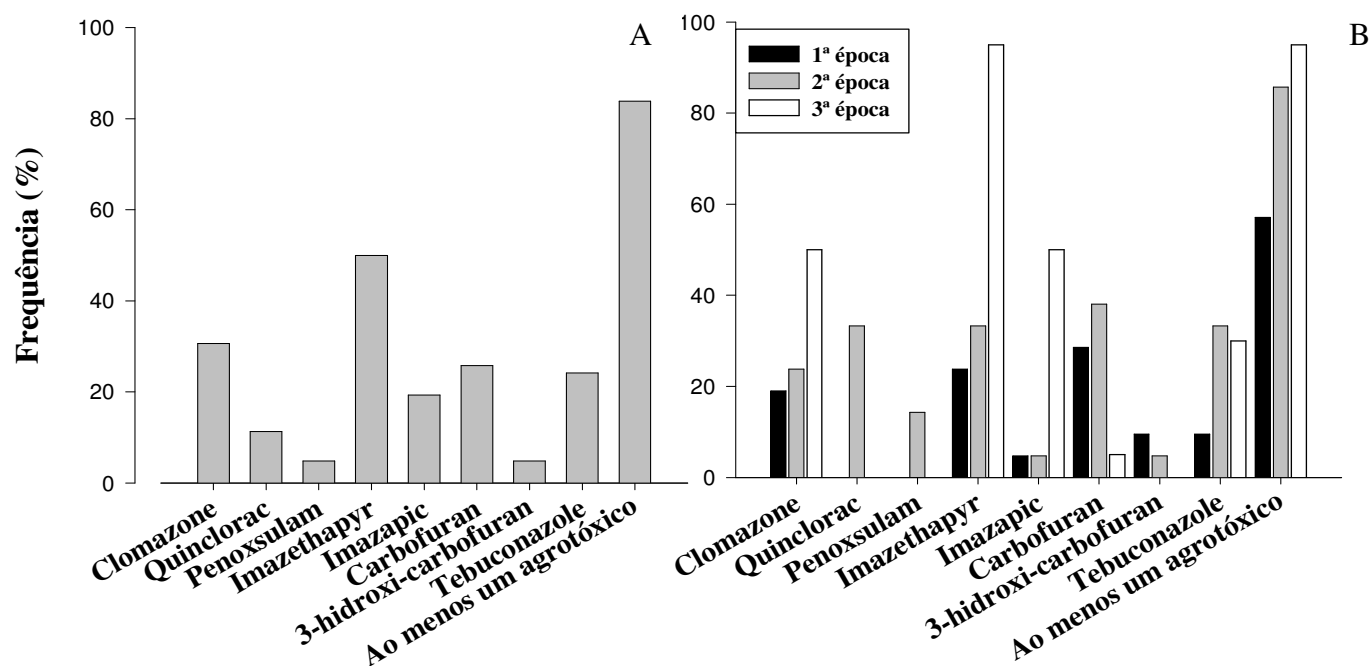 A
Frequência (%)
100
80
60
40
20
0
Clomazone
Quinclorac
Penoxsulam
Imazethapyr
Imazapic
Carbofuran
3-hidroxi-carbofuran
Tebuconazole
Ao menos um agrotóxico
B
1ª época
2ª época
3ª época
100
80
60
40
20
0
Clomazone
Quinclorac
Penoxsulam
Imazethapyr
Imazapic
Carbofuran
3-hidroxi-carbofuran
Tebuconazole
Ao menos um agrotóxico